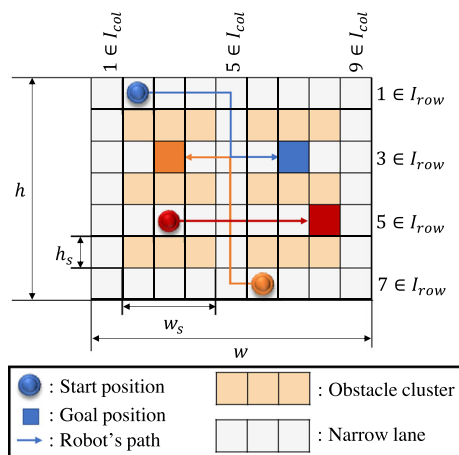 1 ∈ I_col
5 ∈ I_col
9 ∈ I_col
1 ∈ I_row
3 ∈ I_row
5 ∈ I_row
7 ∈ I_row
h
h_s
w_s
w
: Start position
: Goal position
: Robot's path
: Obstacle cluster
: Narrow lane